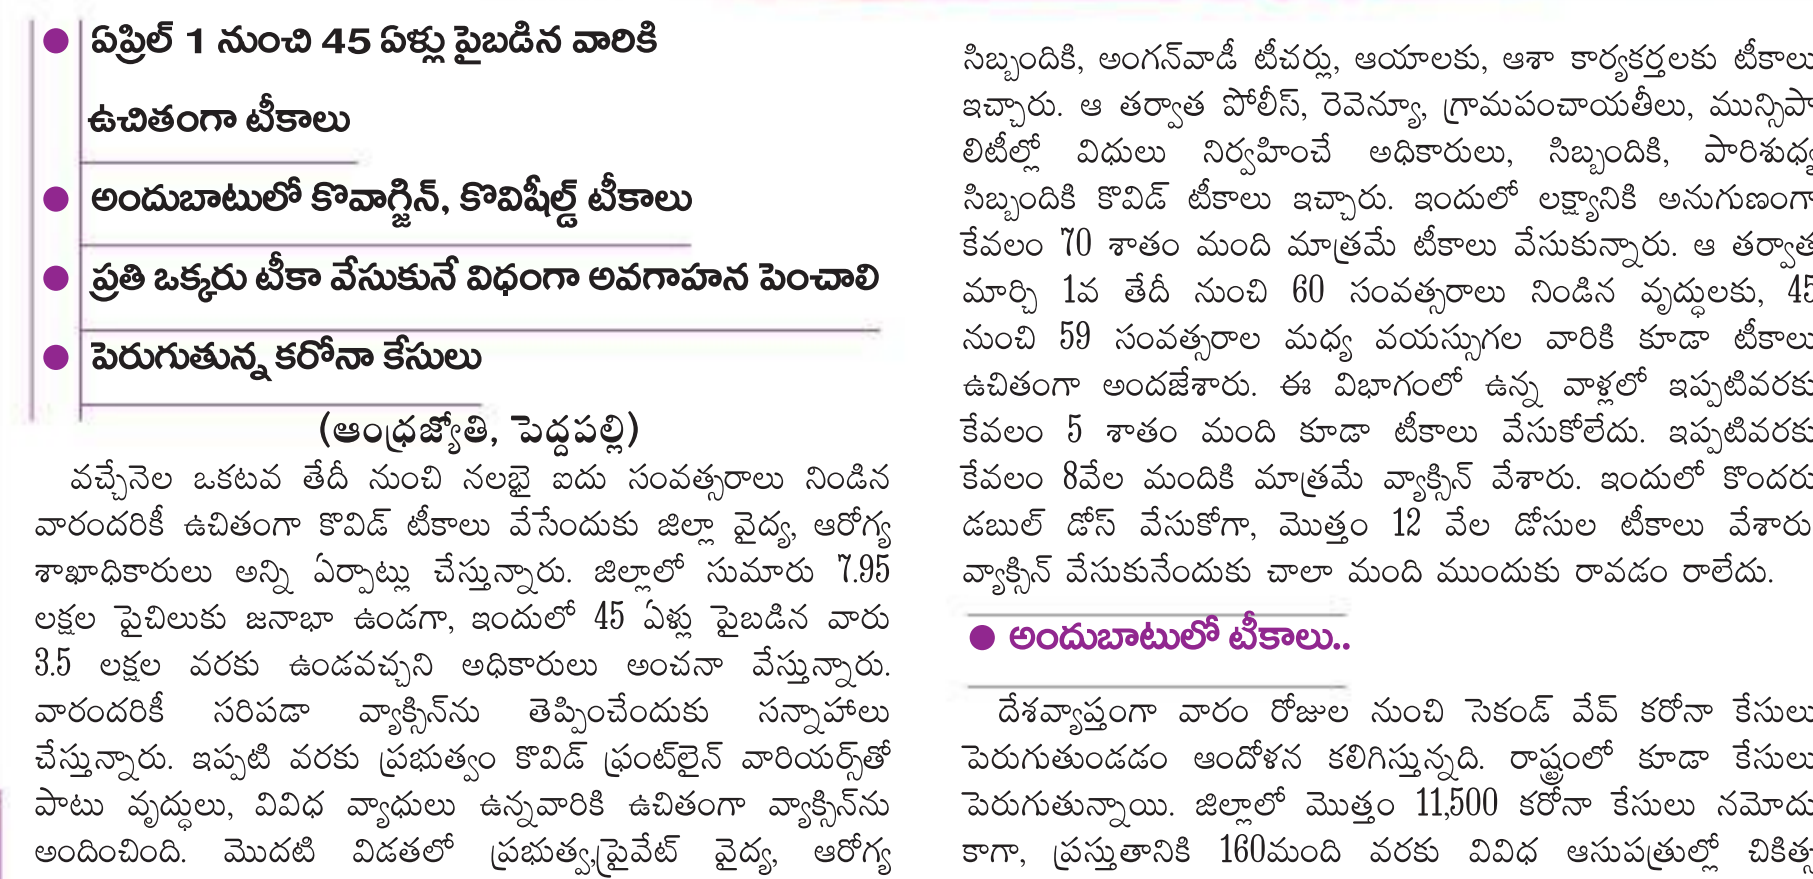 ● ఏప్రిల్ 1 నుంచి 45 ఏళ్లు పైబడిన వారికి
ఉచితంగా టీకాలు
● అందుబాటులో కొవాగ్జిన్, కొవిషీల్డ్ టీకాలు
● ప్రతి ఒక్కరు టీకా వేసుకునే విధంగా అవగాహన పెంచాలి
● పెరుగుతున్న కరోనా కేసులు
(ఆంధ్రజ్యోతి, పెద్దపల్లి)
వచ్చేనెల ఒకటవ తేదీ నుంచి నలభై ఐదు సంవత్సరాలు నిండిన
వారందరికీ ఉచితంగా కొవిడ్ టీకాలు వేసేందుకు జిల్లా వైద్య, ఆరోగ్య
శాఖాధికారులు అన్ని ఏర్పాట్లు చేస్తున్నారు. జిల్లాలో సుమారు 7.95
లక్షల పైచిలుకు జనాభా ఉండగా, ఇందులో 45 ఏళ్లు పైబడిన వారు
3.5 లక్షల వరకు ఉండవచ్చని అధికారులు అంచనా వేస్తున్నారు.
వారందరికీ సరిపడా వ్యాక్సిన్‌ను తెప్పించేందుకు సన్నాహాలు
చేస్తున్నారు. ఇప్పటి వరకు ప్రభుత్వం కొవిడ్ ఫ్రంట్‌లైన్ వారియర్స్‌తో
పాటు వృద్ధులు, వివిధ వ్యాధులు ఉన్నవారికి ఉచితంగా వ్యాక్సిన్‌ను
అందించింది. మొదటి విడతలో ప్రభుత్వ,ప్రైవేట్ వైద్య, ఆరోగ్య
సిబ్బందికి, అంగన్‌వాడీ టీచర్లు, ఆయాలకు, ఆశా కార్యకర్తలకు టీకాలు
ఇచ్చారు. ఆ తర్వాత పోలీస్, రెవెన్యూ, గ్రామపంచాయతీలు, మున్సిపా
లిటీల్లో విధులు నిర్వహించే అధికారులు, సిబ్బందికి, పారిశుధ్య
సిబ్బందికి కొవిడ్ టీకాలు ఇచ్చారు. ఇందులో లక్ష్యానికి అనుగుణంగా
కేవలం 70 శాతం మంది మాత్రమే టీకాలు వేసుకున్నారు. ఆ తర్వాత
మార్చి 1వ తేదీ నుంచి 60 సంవత్సరాలు నిండిన వృద్ధులకు, 45
నుంచి 59 సంవత్సరాల మధ్య వయస్సుగల వారికి కూడా టీకాలు
ఉచితంగా అందజేశారు. ఈ విభాగంలో ఉన్న వాళ్లలో ఇప్పటివరకు
కేవలం 5 శాతం మంది కూడా టీకాలు వేసుకోలేదు. ఇప్పటివరకు
కేవలం 8వేల మందికి మాత్రమే వ్యాక్సిన్ వేశారు. ఇందులో కొందరు
డబుల్ డోస్ వేసుకోగా, మొత్తం 12 వేల డోసుల టీకాలు వేశారు
వ్యాక్సిన్ వేసుకునేందుకు చాలా మంది ముందుకు రావడం రాలేదు.
● అందుబాటులో టీకాలు..
దేశవ్యాప్తంగా వారం రోజుల నుంచి సెకండ్ వేవ్ కరోనా కేసులు
పెరుగుతుండడం ఆందోళన కలిగిస్తున్నది. రాష్ట్రంలో కూడా కేసులు
పెరుగుతున్నాయి. జిల్లాలో మొత్తం 11,500 కరోనా కేసులు నమోదు
కాగా, ప్రస్తుతానికి 160మంది వరకు వివిధ ఆసుపత్రుల్లో చికిత్స